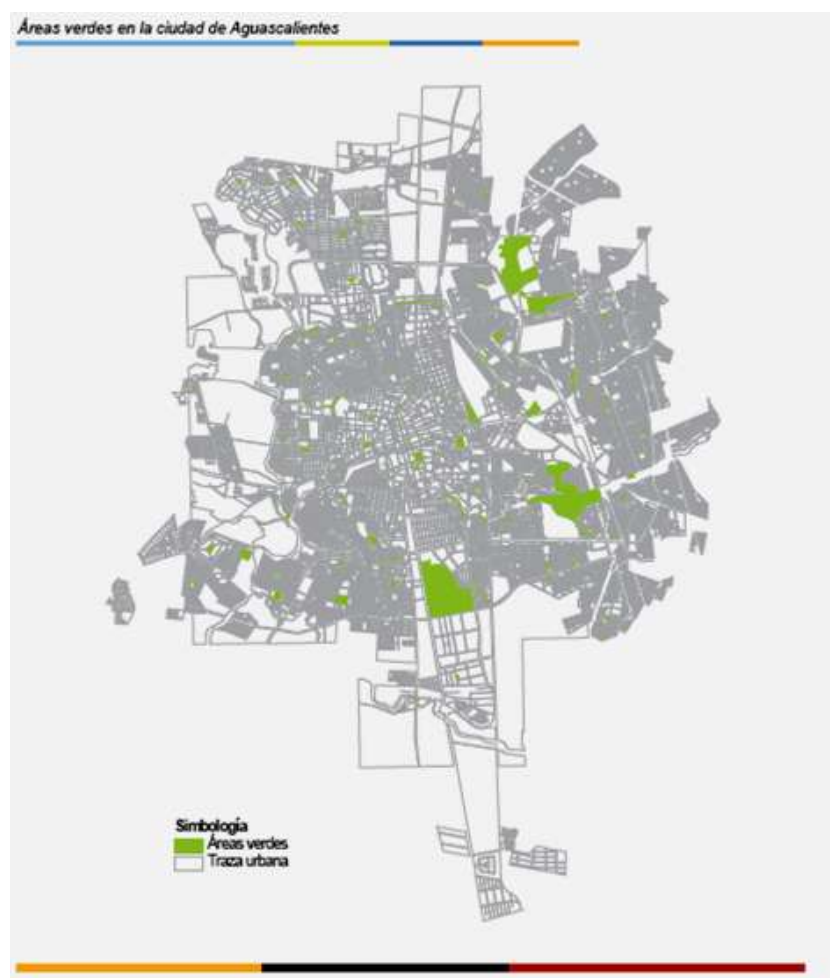 Áreas verdes en la ciudad de Aguascalientes
Simbología
Áreas verdes
Traza urbana